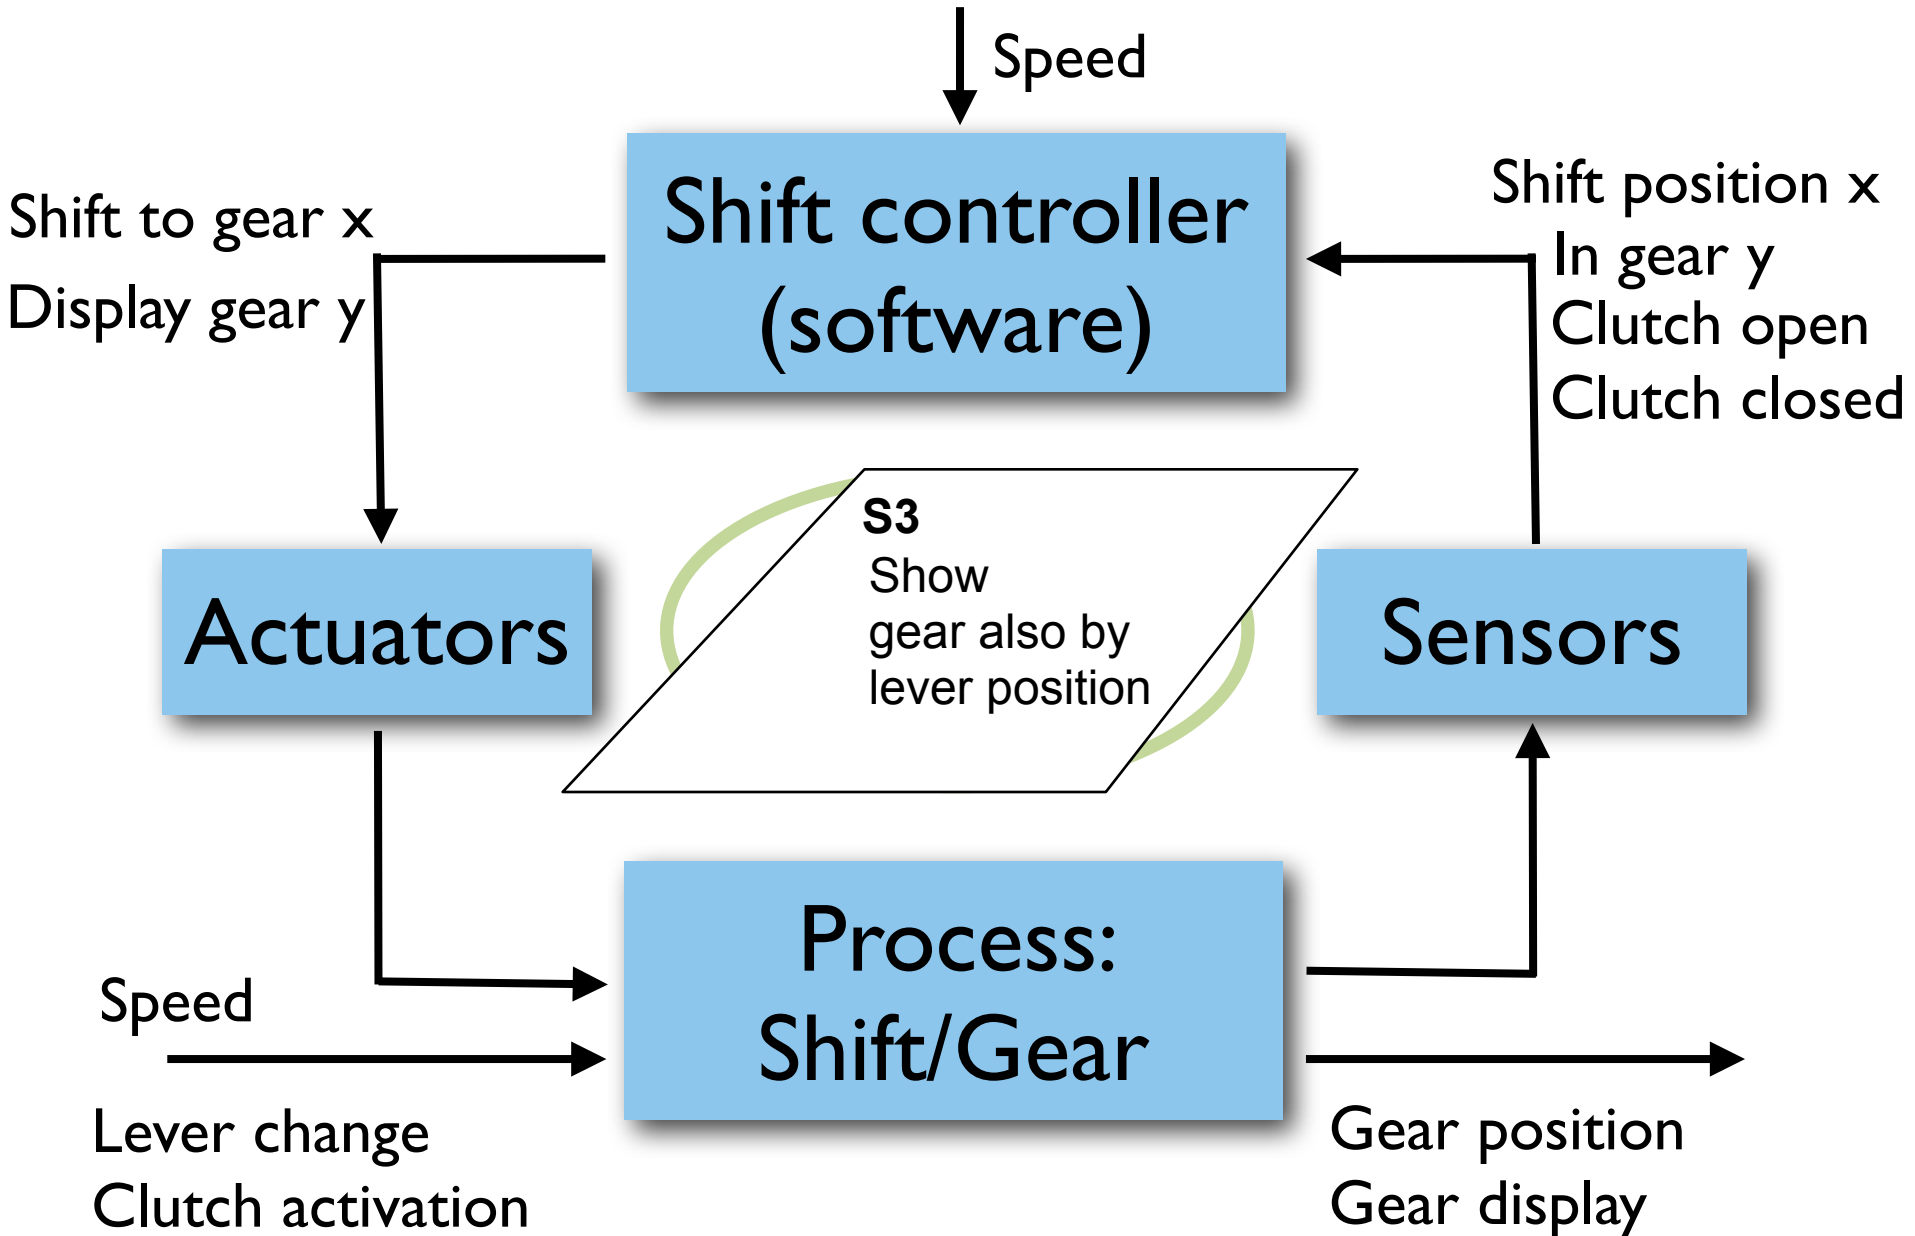 Speed
Shift controller
(software)
Shift to gear x
Display gear y
Shift position x
In gear y
Clutch open
Clutch closed
S3
Show
gear also by
lever position
Actuators
Sensors
Process:
Shift/Gear
Speed
Lever change
Clutch activation
Gear position
Gear display